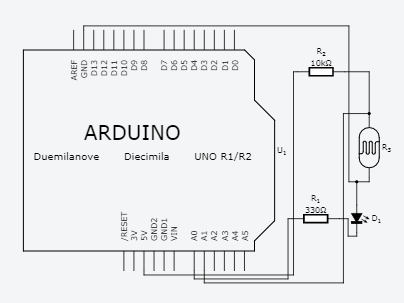 R2
10kΩ
AREF
GND
D13
D12
D11
D10
D9
D8
D7
D6
D5
D4
D3
D2
D1
D0
ARDUINO
U1
R3
Duemilanove Diecimila UNO R1/R2
R1
330Ω
D1
/RESET
3V
5V
GND2
GND1
VIN
A0
A1
A2
A3
A4
A5